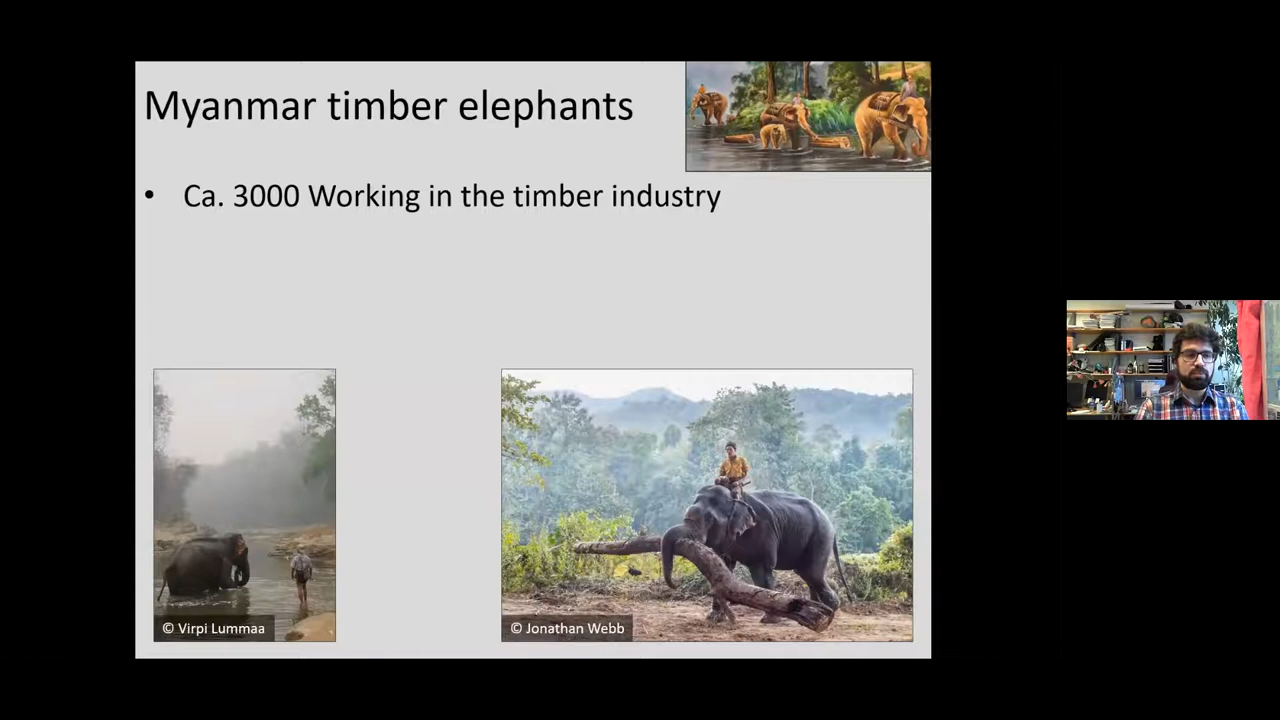 Myanmar timber elephants
• Ca. 3000 Working in the timber industry
© Virpi Lummaa
© Jonathan Webb